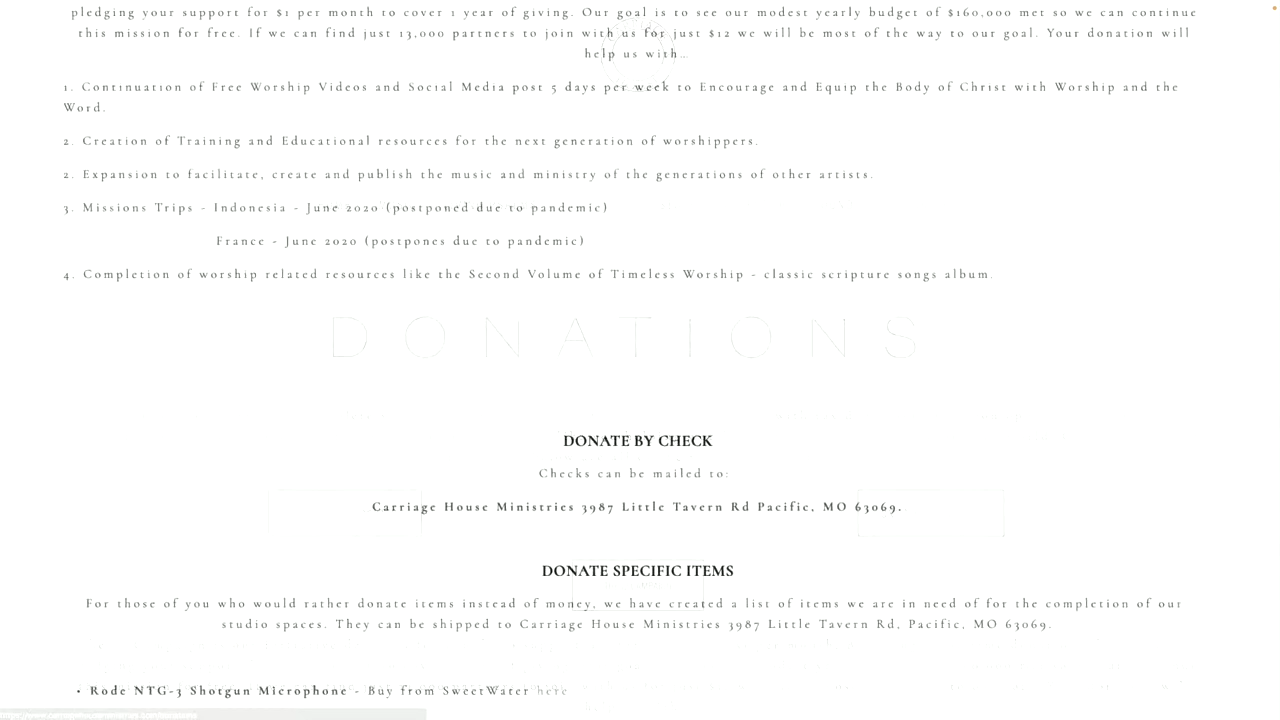 pledging your support for $1 per month to cover 1 year of giving. Our goal is to see our modest yearly budget of $160,000 met so we can continue
this mission for free. If we can find just 13,000 partners to join with us for just $12 we will be most of the way to our goal. Your donation will
help us with...
1. Continuation of Free Worship Videos and Social Media post 5 days per week to Encourage and Equip the Body of Christ with Worship and the
Word.
2. Creation of Training and Educational resources for the next generation of worshippers.
2. Expansion to facilitate, create and publish the music and ministry of the generations of other artists.
3. Missions Trips - Indonesia - June 2020 (postponed due to pandemic)
France - June 2020 (postpones due to pandemic)
4. Completion of worship related resources like the Second Volume of Timeless Worship - classic scripture songs album.
DONATIONS
DONATE BY CHECK
Checks can be mailed to:
Carriage House Ministries 3987 Little Tavern Rd Pacific, MO 63069.
DONATE SPECIFIC ITEMS
For those of you who would rather donate items instead of money, we have created a list of items we are in need of for the completion of our
studio spaces. They can be shipped to Carriage House Ministries 3987 Little Tavern Rd, Pacific, MO 63069.
• Rode NTG-3 Shotgun Microphone - Buy from SweetWater here